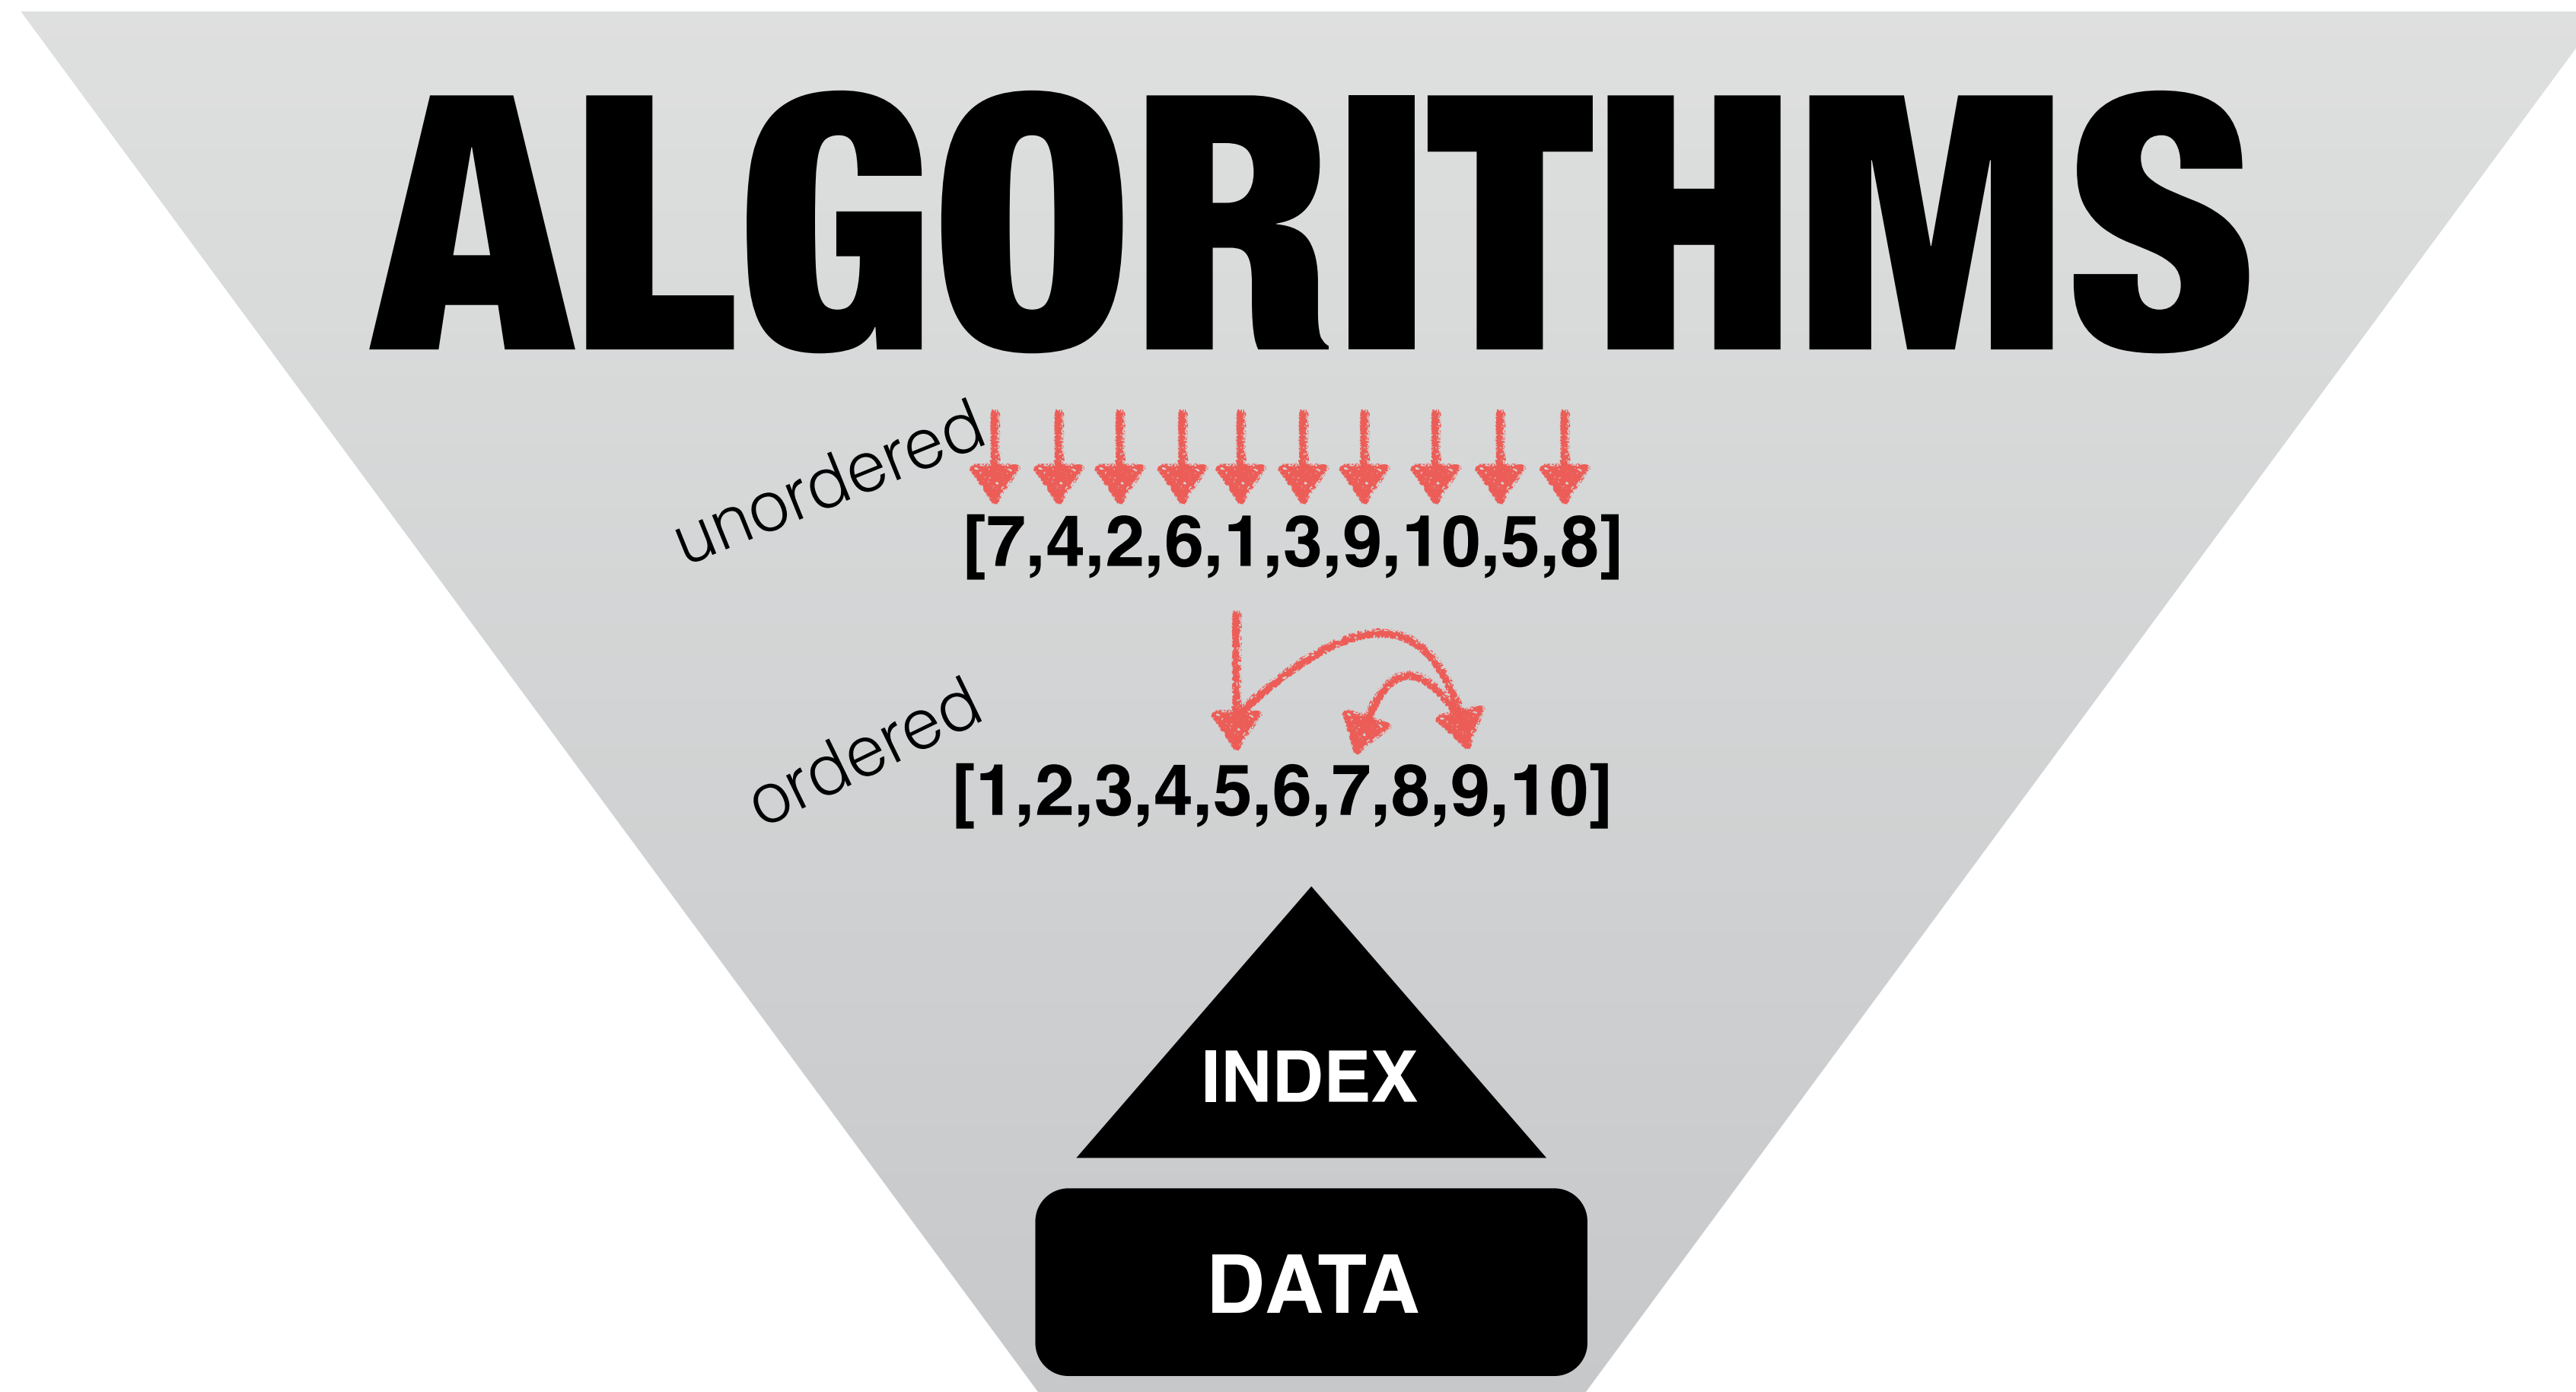 ALGORITHMS
unordered
[7,4,2,6,1,3,9,10,5,8]
ordered
[1,2,3,4,5,6,7,8,9,10]
INDEX
DATA